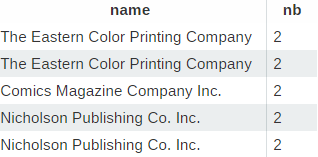 name nb
The Eastern Color Printing Company 2
The Eastern Color Printing Company 2
Comics Magazine Company Inc. 2
Nicholson Publishing Co. Inc. 2
Nicholson Publishing Co. Inc. 2